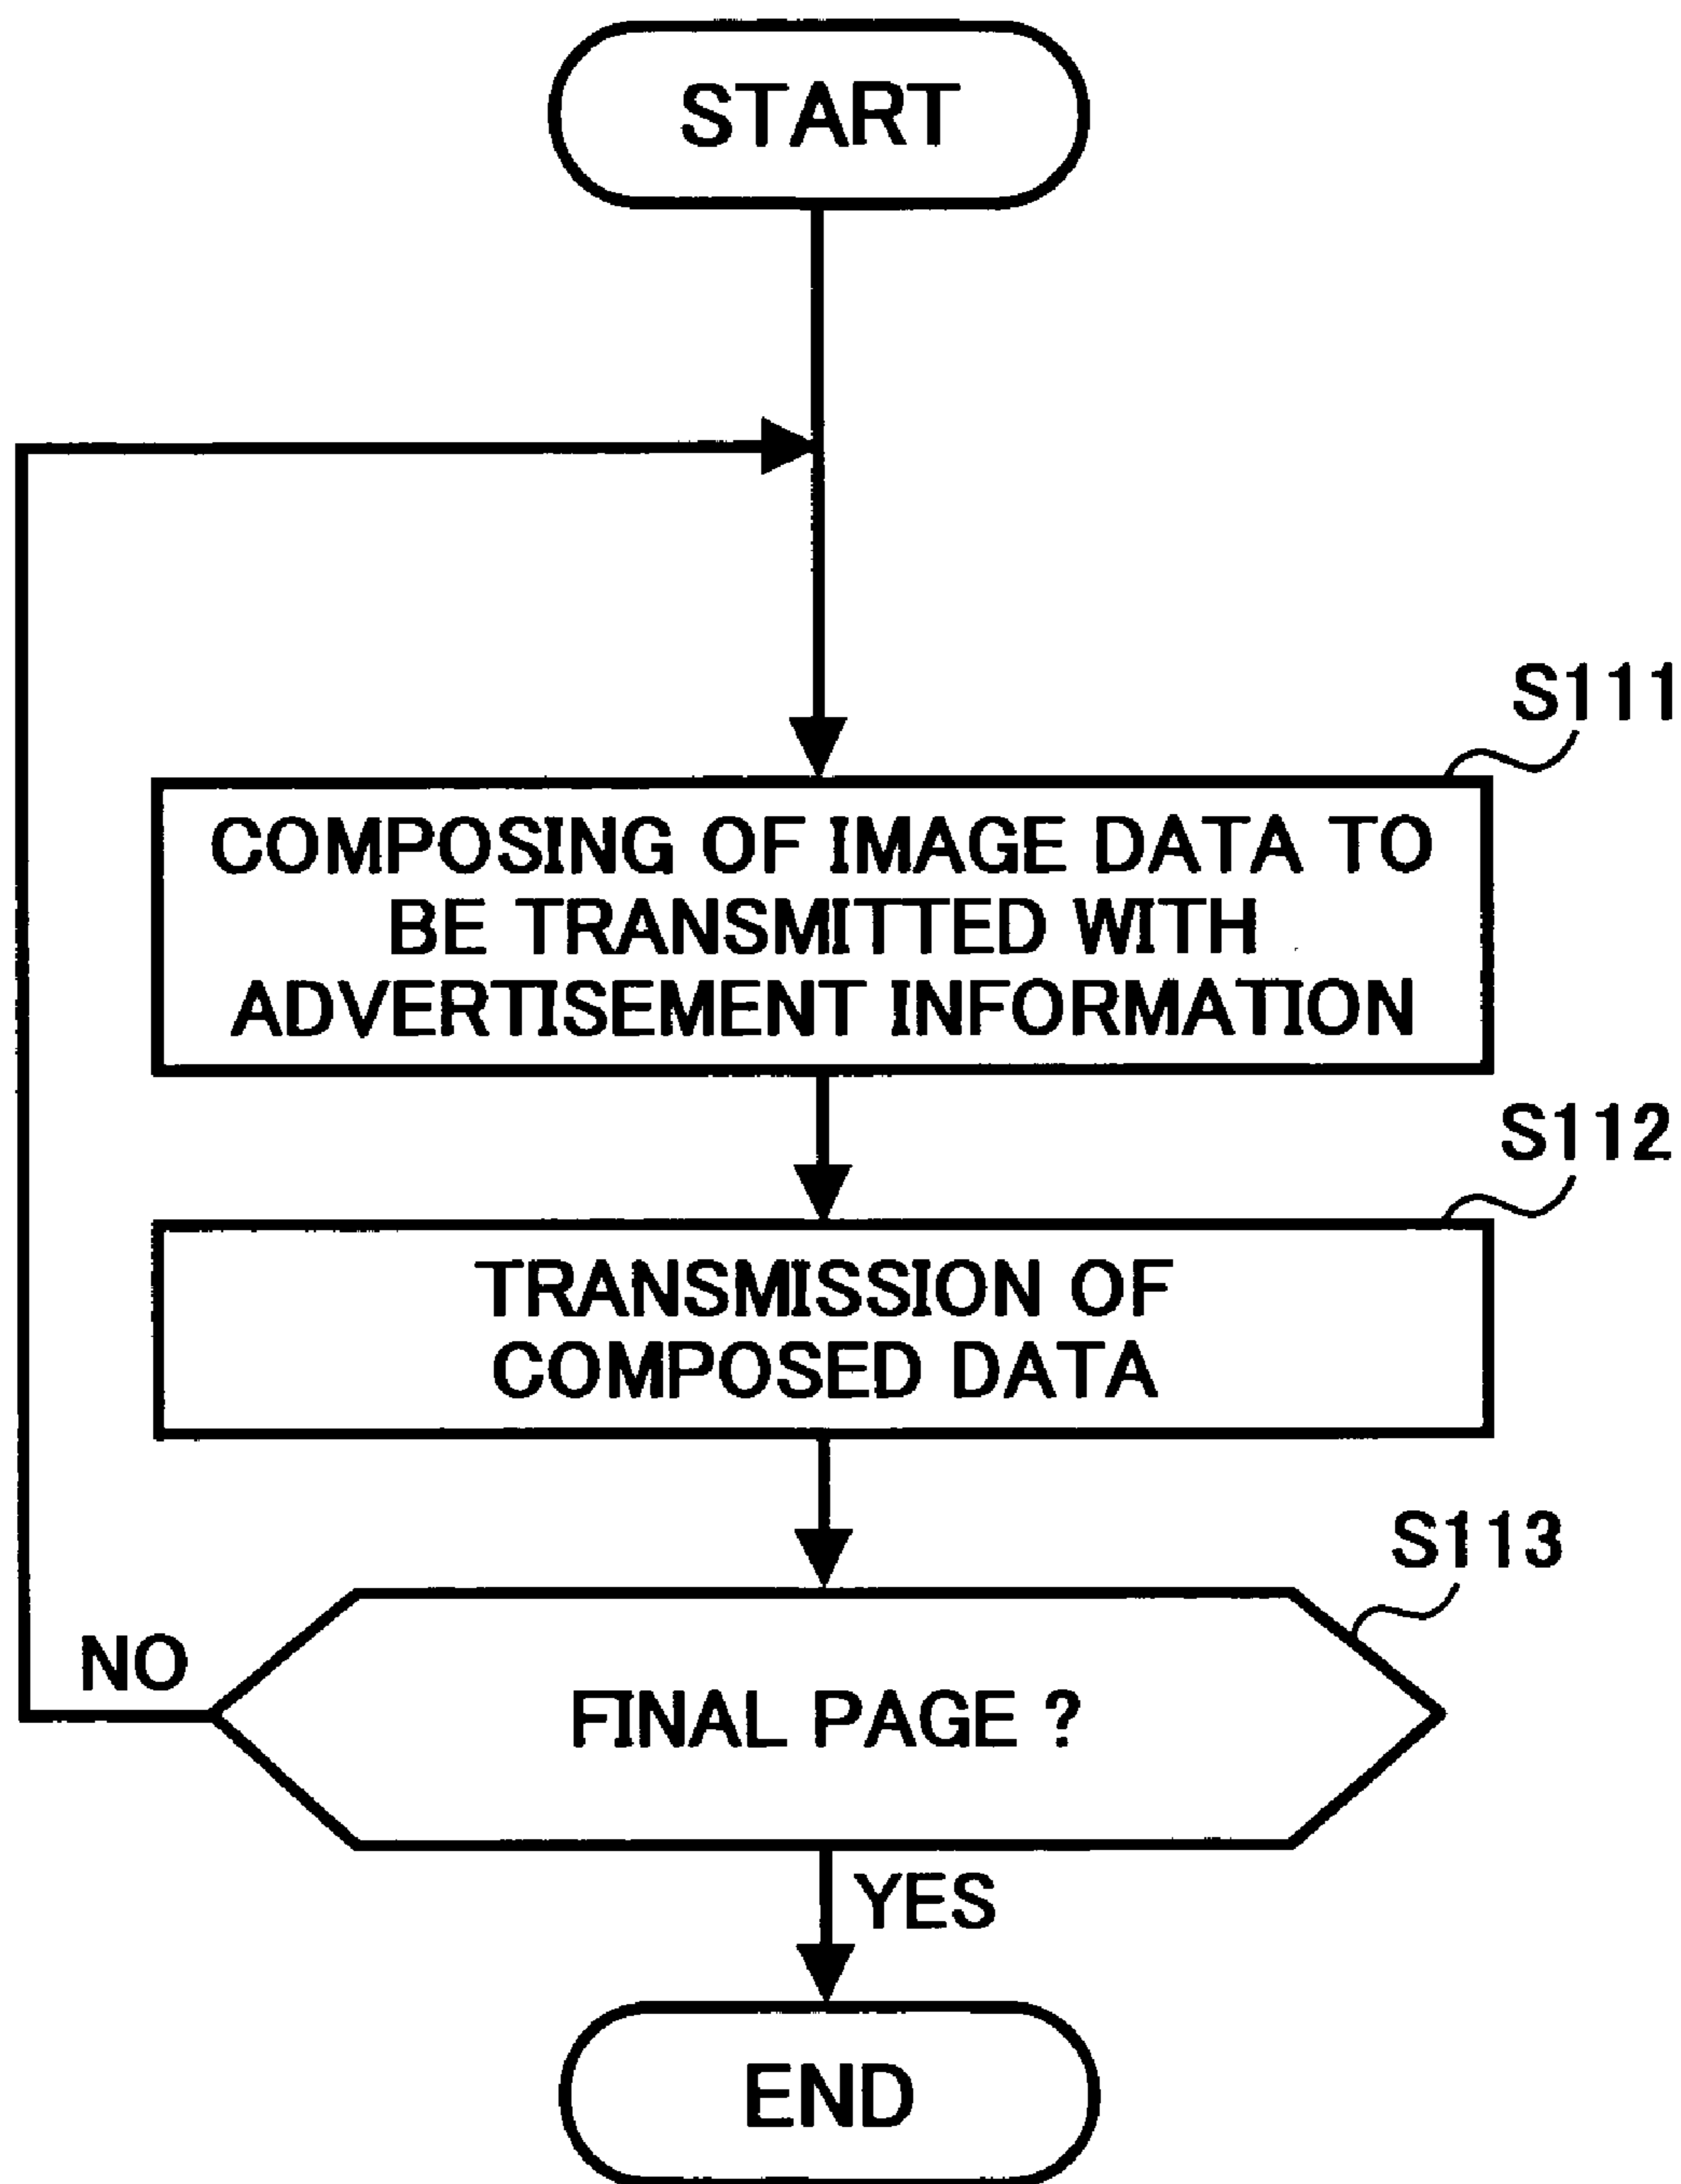 START
S111
COMPOSING OF IMAGE DATA TO
BE TRANSMITTED WITH
ADVERTISEMENT INFORMATION
S112
TRANSMISSION OF
COMPOSED DATA
S113
NO
FINAL PAGE ?
YES
END